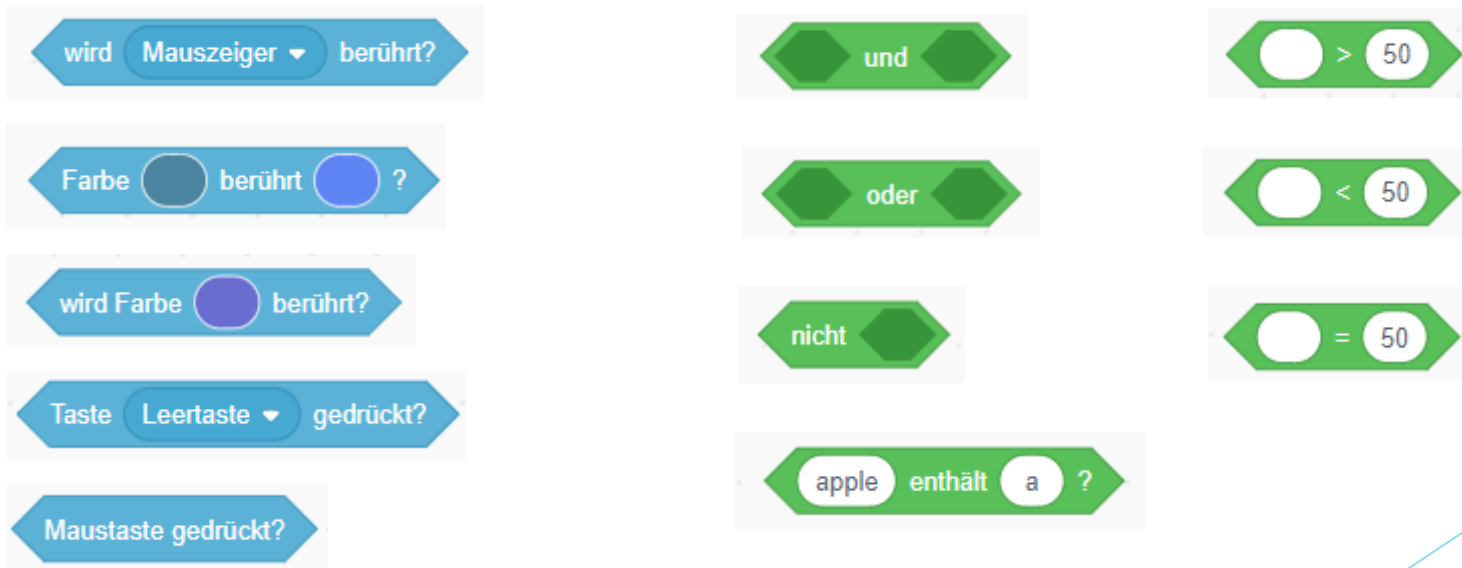 wird Mauszeiger berührt?
Farbe berührt ?
wird Farbe berührt?
Taste Leertaste gedrückt?
Maustaste gedrückt?
und
oder
nicht
apple enthält a ?
> 50
< 50
= 50